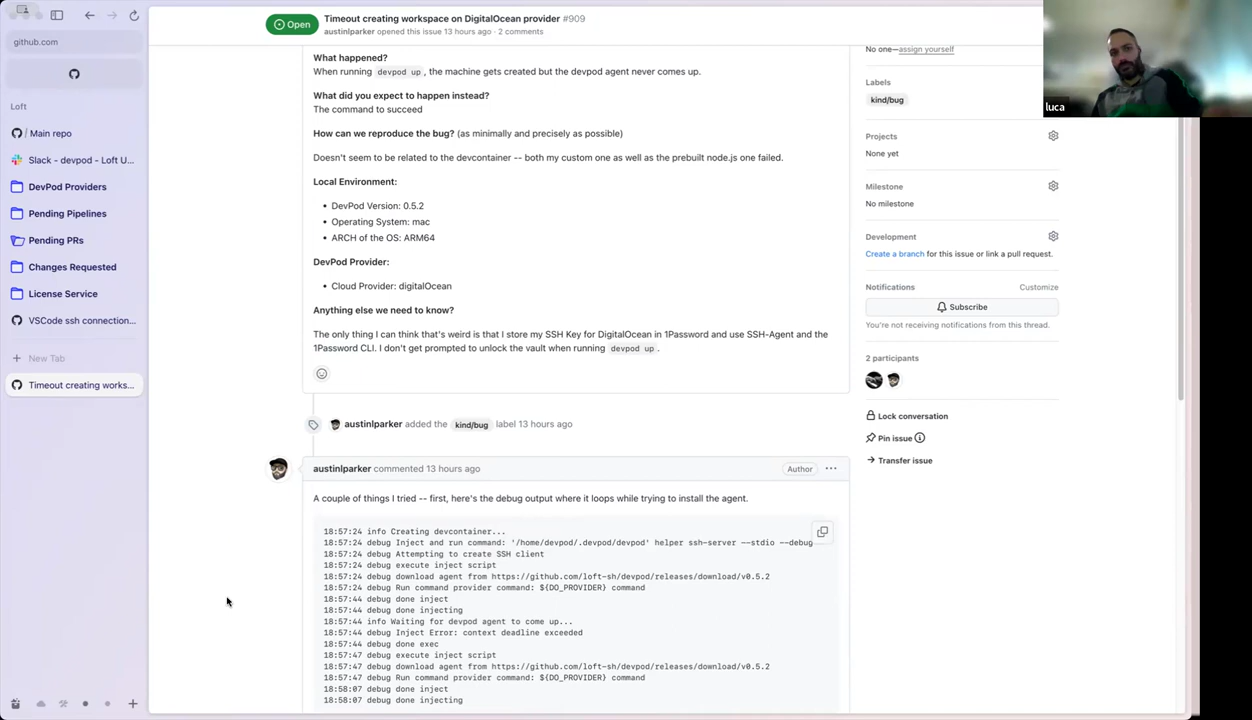 github.com
Loft
/ Main repo
Slack - devpod - Loft U...
DevPod Providers
Pending Pipelines
Pending PRs
Changes Requested
License Service
VSCode ssh connection...
New Tab
Timeout creating works...
Open
Timeout creating workspace on DigitalOcean provider #909
austinlparker opened this issue 13 hours ago · 2 comments
What happened?
When running devpod up, the machine gets created but the devpod agent never comes up.
What did you expect to happen instead?
The command to succeed
How can we reproduce the bug? (as minimally and precisely as possible)
Doesn't seem to be related to the devcontainer -- both my custom one as well as the prebuilt node.js one failed.
Local Environment:
• DevPod Version: 0.5.2
• Operating System: mac
• ARCH of the OS: ARM64
DevPod Provider:
• Cloud Provider: digitalOcean
Anything else we need to know?
The only thing I can think that's weird is that I store my SSH Key for DigitalOcean in 1Password and use SSH-Agent and the
1Password CLI. I don't get prompted to unlock the vault when running devpod up.
austinlparker added the kind/bug label 13 hours ago
austinlparker commented 13 hours ago
Author
A couple of things I tried -- first, here's the debug output where it loops while trying to install the agent.
18:57:24 info Creating devcontainer...
18:57:24 debug Inject and run command: '/home/devpod/.devpod/devpod' helper ssh-server --stdio --debug
18:57:24 debug Attempting to create SSH client
18:57:24 debug execute inject script
18:57:24 debug download agent from https://github.com/loft-sh/devpod/releases/download/v0.5.2
18:57:24 debug Run command provider command: ${DO_PROVIDER} command
18:57:44 debug done inject
18:57:44 debug done injecting
18:57:44 info Waiting for devpod agent to come up...
18:57:44 debug Inject Error: context deadline exceeded
18:57:44 debug done exec
18:57:47 debug execute inject script
18:57:47 debug download agent from https://github.com/loft-sh/devpod/releases/download/v0.5.2
18:57:47 debug Run command provider command: ${DO_PROVIDER} command
18:58:07 debug done inject
18:58:07 debug done injecting
No one—assign yourself
Labels
kind/bug
Projects
None yet
Milestone
No milestone
Development
Create a branch for this issue or link a pull request.
Notifications
Customize
Subscribe
You're not receiving notifications from this thread.
2 participants
Lock conversation
Pin issue
Transfer issue
luca